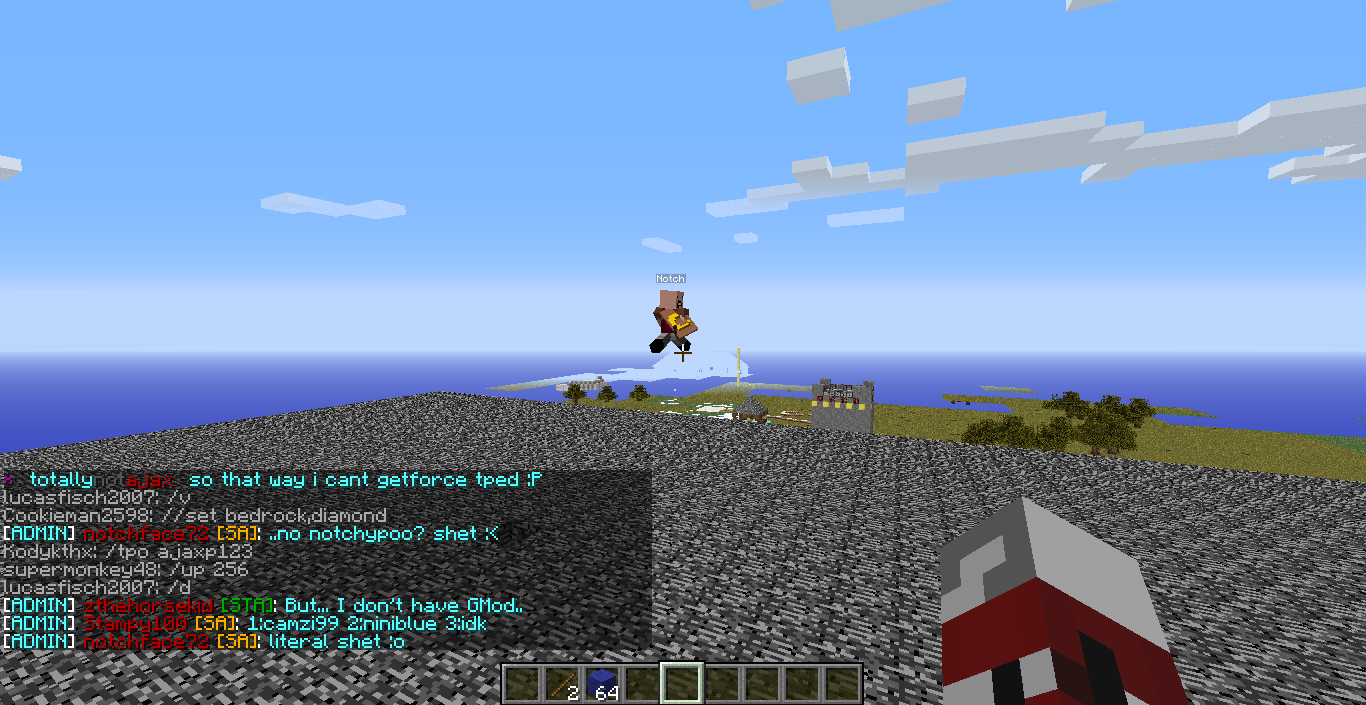 Notch
* totallynotajax so that way i cant getforce tped :P
lucasfisch2007: /v
Cookieman2598: //set bedrock,diamond
[ADMIN] notchface72 [SA]: ..no notchypoo? shet :<
Kodykthx: /tpo ajaxp123
supermonkey48: /up 256
lucasfisch2007: /d
[ADMIN] zthehorsekid [STA]: But... I don't have GMod..
[ADMIN] Stampy100 [SA]: 1:camzi99 2:niniblue 3:idk
[ADMIN] notchface72 [SA]: literal shet :o
2 64